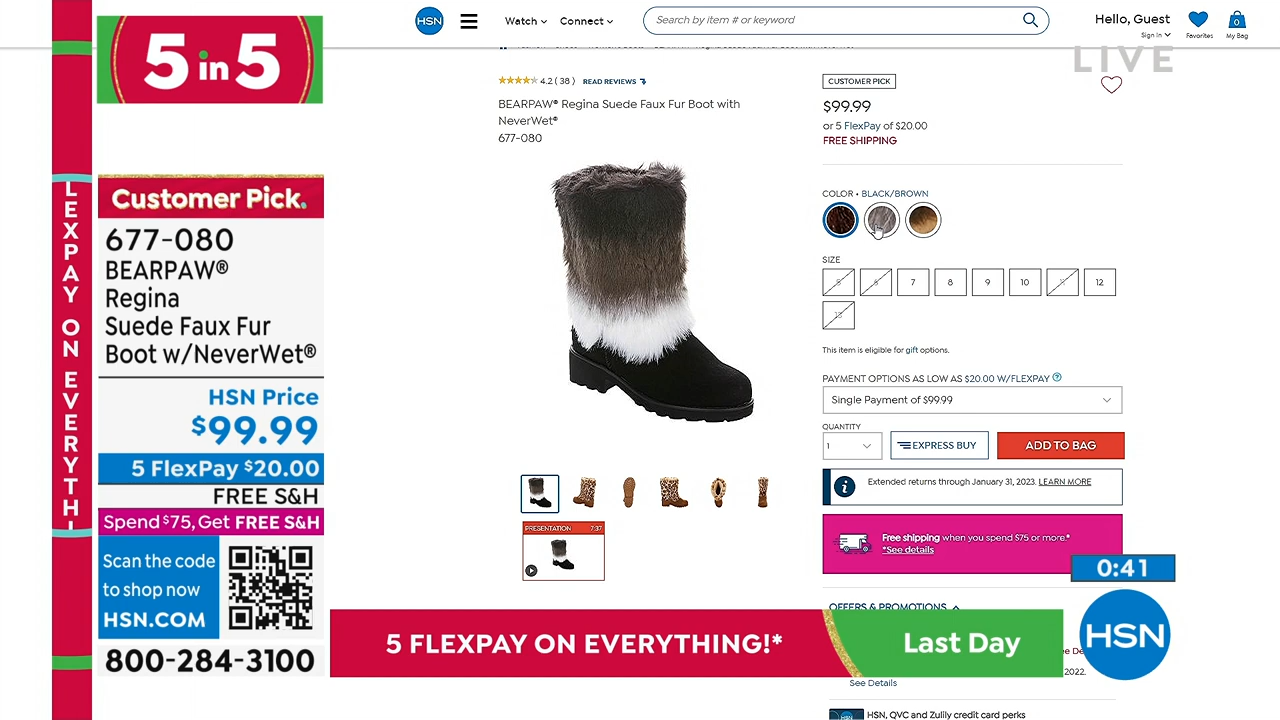 5 in 5
LEXPAY ON EVERYTHI
Customer Pick.
677-080
BEARPAW®
Regina
Suede Faux Fur
Boot w/NeverWet®
HSN Price
$99.99
5 FlexPay $20.00
FREE S&H
Spend $75, Get FREE S&H
Scan the code
to shop now
HSN.COM
800-284-3100
HSN
Watch
Connect
Search by item # or keyword
Hello, Guest
Sign In
Favorites
0
My Bag
LIVE
4.2 ( 38 ) READ REVIEWS
BEARPAW® Regina Suede Faux Fur Boot with
NeverWet®
677-080
PRESENTATION 7:37
CUSTOMER PICK
$99.99
or 5 FlexPay of $20.00
FREE SHIPPING
COLOR • BLACK/BROWN
SIZE
5 6 7 8 9 10 11 12
13
This item is eligible for gift options.
PAYMENT OPTIONS AS LOW AS $20.00 W/FLEXPAY
Single Payment of $99.99
QUANTITY
1
EXPRESS BUY
ADD TO BAG
Extended returns through January 31, 2023. LEARN MORE
Free shipping when you spend $75 or more.*
*See details
0:41
OFFERS & PROMOTIONS
5 FLEXPAY ON EVERYTHING!*
Last Day
HSN
2022.
See Details
HSN, QVC and Zulily credit card perks